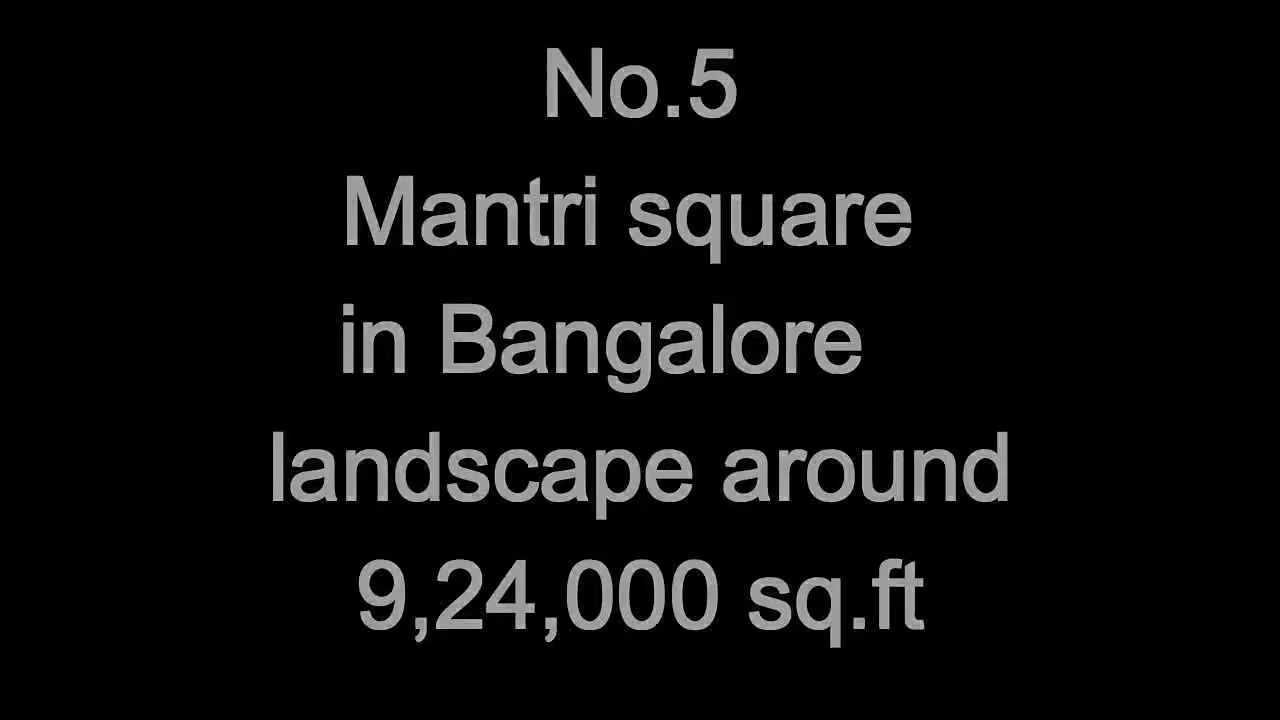 No.5
Mantri square
in Bangalore
landscape around
9,24,000 sq.ft